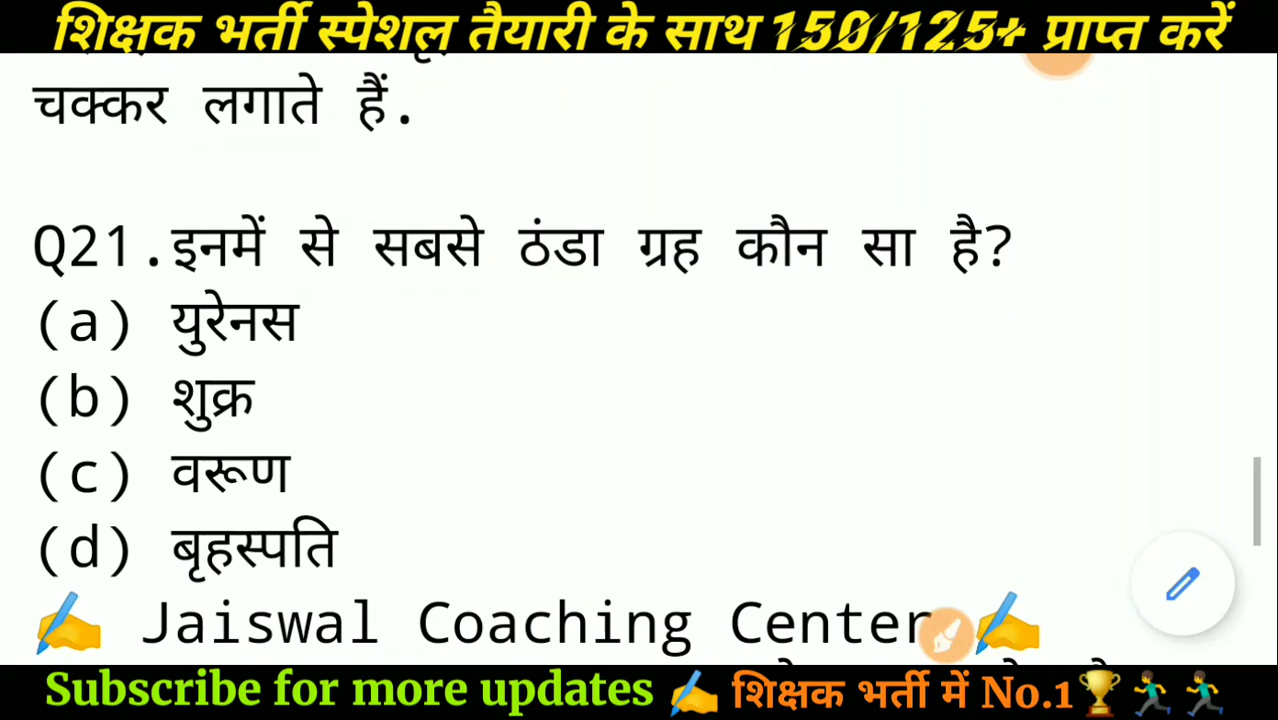 शिक्षक भर्ती स्पेशल तैयारी के साथ 150/125+ प्राप्त करें
चक्कर लगाते हैं.
Q21.इनमें से सबसे ठंडा ग्रह कौन सा है?
(a) युरेनस
(b) शुक्र
(c) वरूण
(d) बृहस्पति
✍ Jaiswal Coaching Center ✍
Subscribe for more updates ✍ शिक्षक भर्ती में No.1🏆🏃🏃